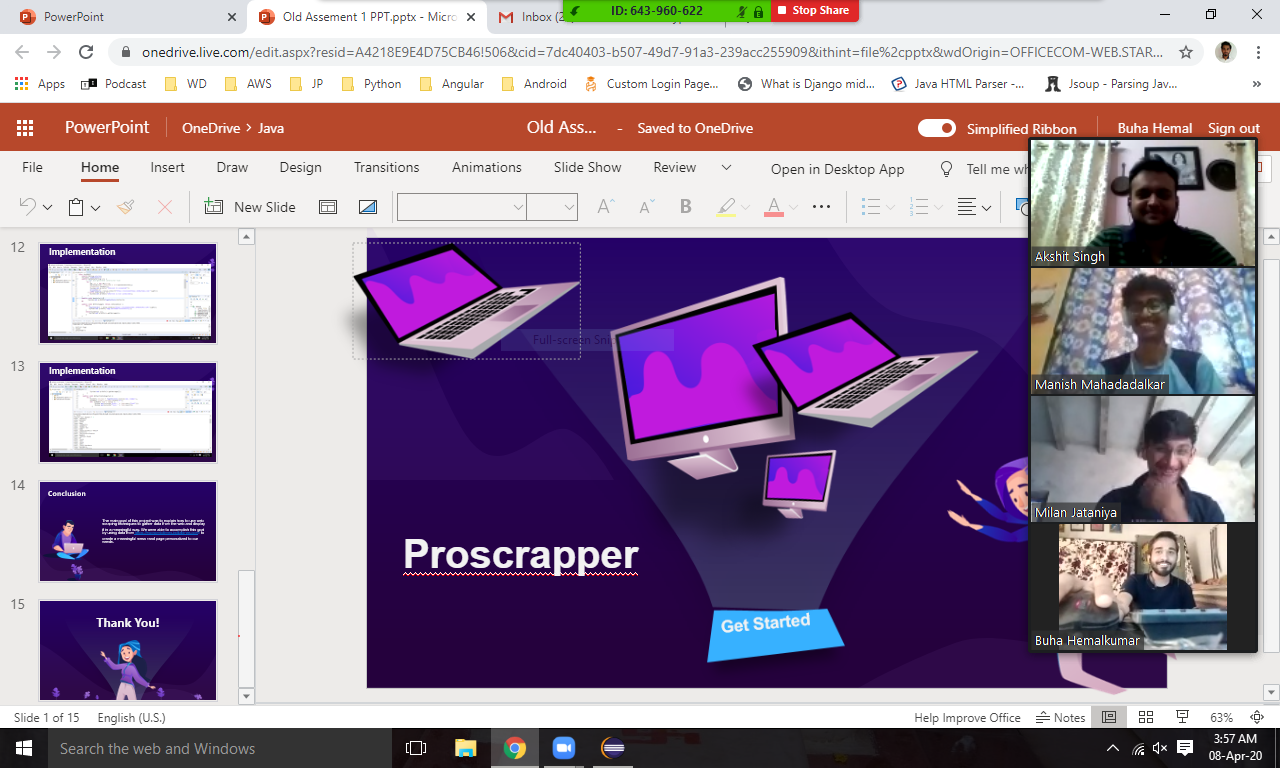 PowerPoint
Old Assement 1 PPT.pptx - Micro
Inbox (2
ID: 643-960-622
Stop Share
onedrive.live.com/edit.aspx?resid=A4218E9E4D75CB46!506&cid=7dc40403-b507-49d7-91a3-239acc255909&ithint=file%2cpptx&wdOrigin=OFFICECOM-WEB.STAR...
Apps
Podcast
WD
AWS
JP
Python
Angular
Android
Custom Login Page...
What is Django mid...
Java HTML Parser -...
Jsoup - Parsing Jav...
»
PowerPoint
OneDrive > Java
Old Ass...
- Saved to OneDrive
Simplified Ribbon
Buha Hemal
Sign out
File
Home
Insert
Draw
Design
Transitions
Animations
Slide Show
Review
Open in Desktop App
Tell me wh
New Slide
12
Implementation
13
Implementation
14
Conclusion
15
Thank You!
Full-screen Snip
Proscrapper
Get Started
Akshit Singh
Manish Mahadadalkar
Milan Jataniya
Buha Hemalkumar
Slide 1 of 15
English (U.S.)
Help Improve Office
Notes
63%
Search the web and Windows
3:57 AM
08-Apr-20